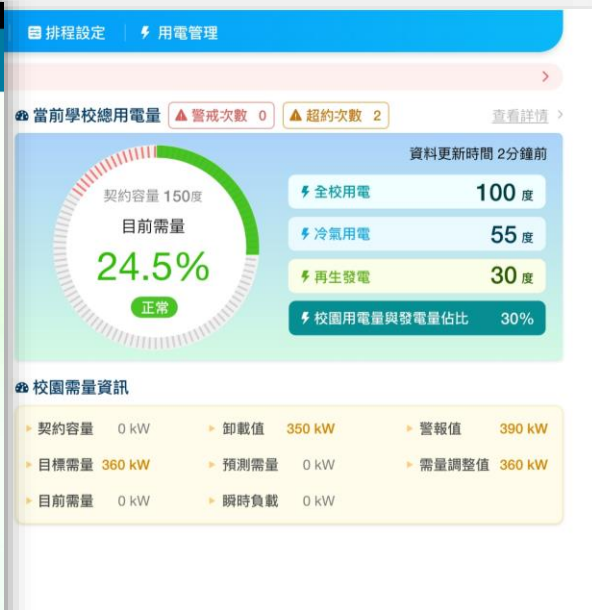 排程設定 用電管理
當前學校總用電量 警戒次數 0 超約次數 2 查看詳情
資料更新時間 2分鐘前
契約容量 150度
目前需量
24.5%
正常
全校用電 100 度
冷氣用電 55 度
再生發電 30 度
校園用電量與發電量佔比 30%
校園需量資訊
契約容量 0 kW 卸載值 350 kW 警報值 390 kW
目標需量 360 kW 預測需量 0 kW 需量調整值 360 kW
目前需量 0 kW 瞬時負載 0 kW